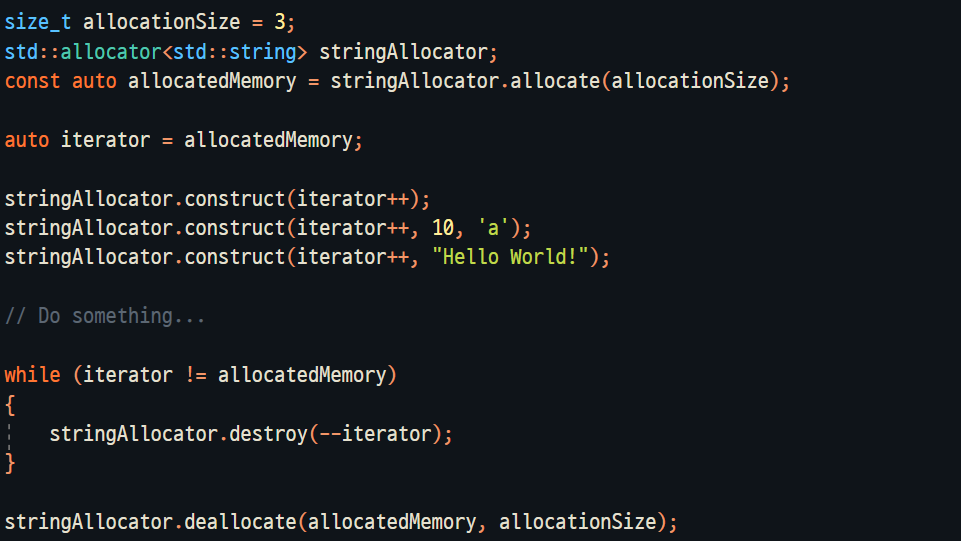 size_t allocationSize = 3;
std::allocator<std::string> stringAllocator;
const auto allocatedMemory = stringAllocator.allocate(allocationSize);
auto iterator = allocatedMemory;
stringAllocator.construct(iterator++);
stringAllocator.construct(iterator++, 10, 'a');
stringAllocator.construct(iterator++, "Hello World!");
// Do something...
while (iterator != allocatedMemory)
{
    stringAllocator.destroy(--iterator);
}
stringAllocator.deallocate(allocatedMemory, allocationSize);